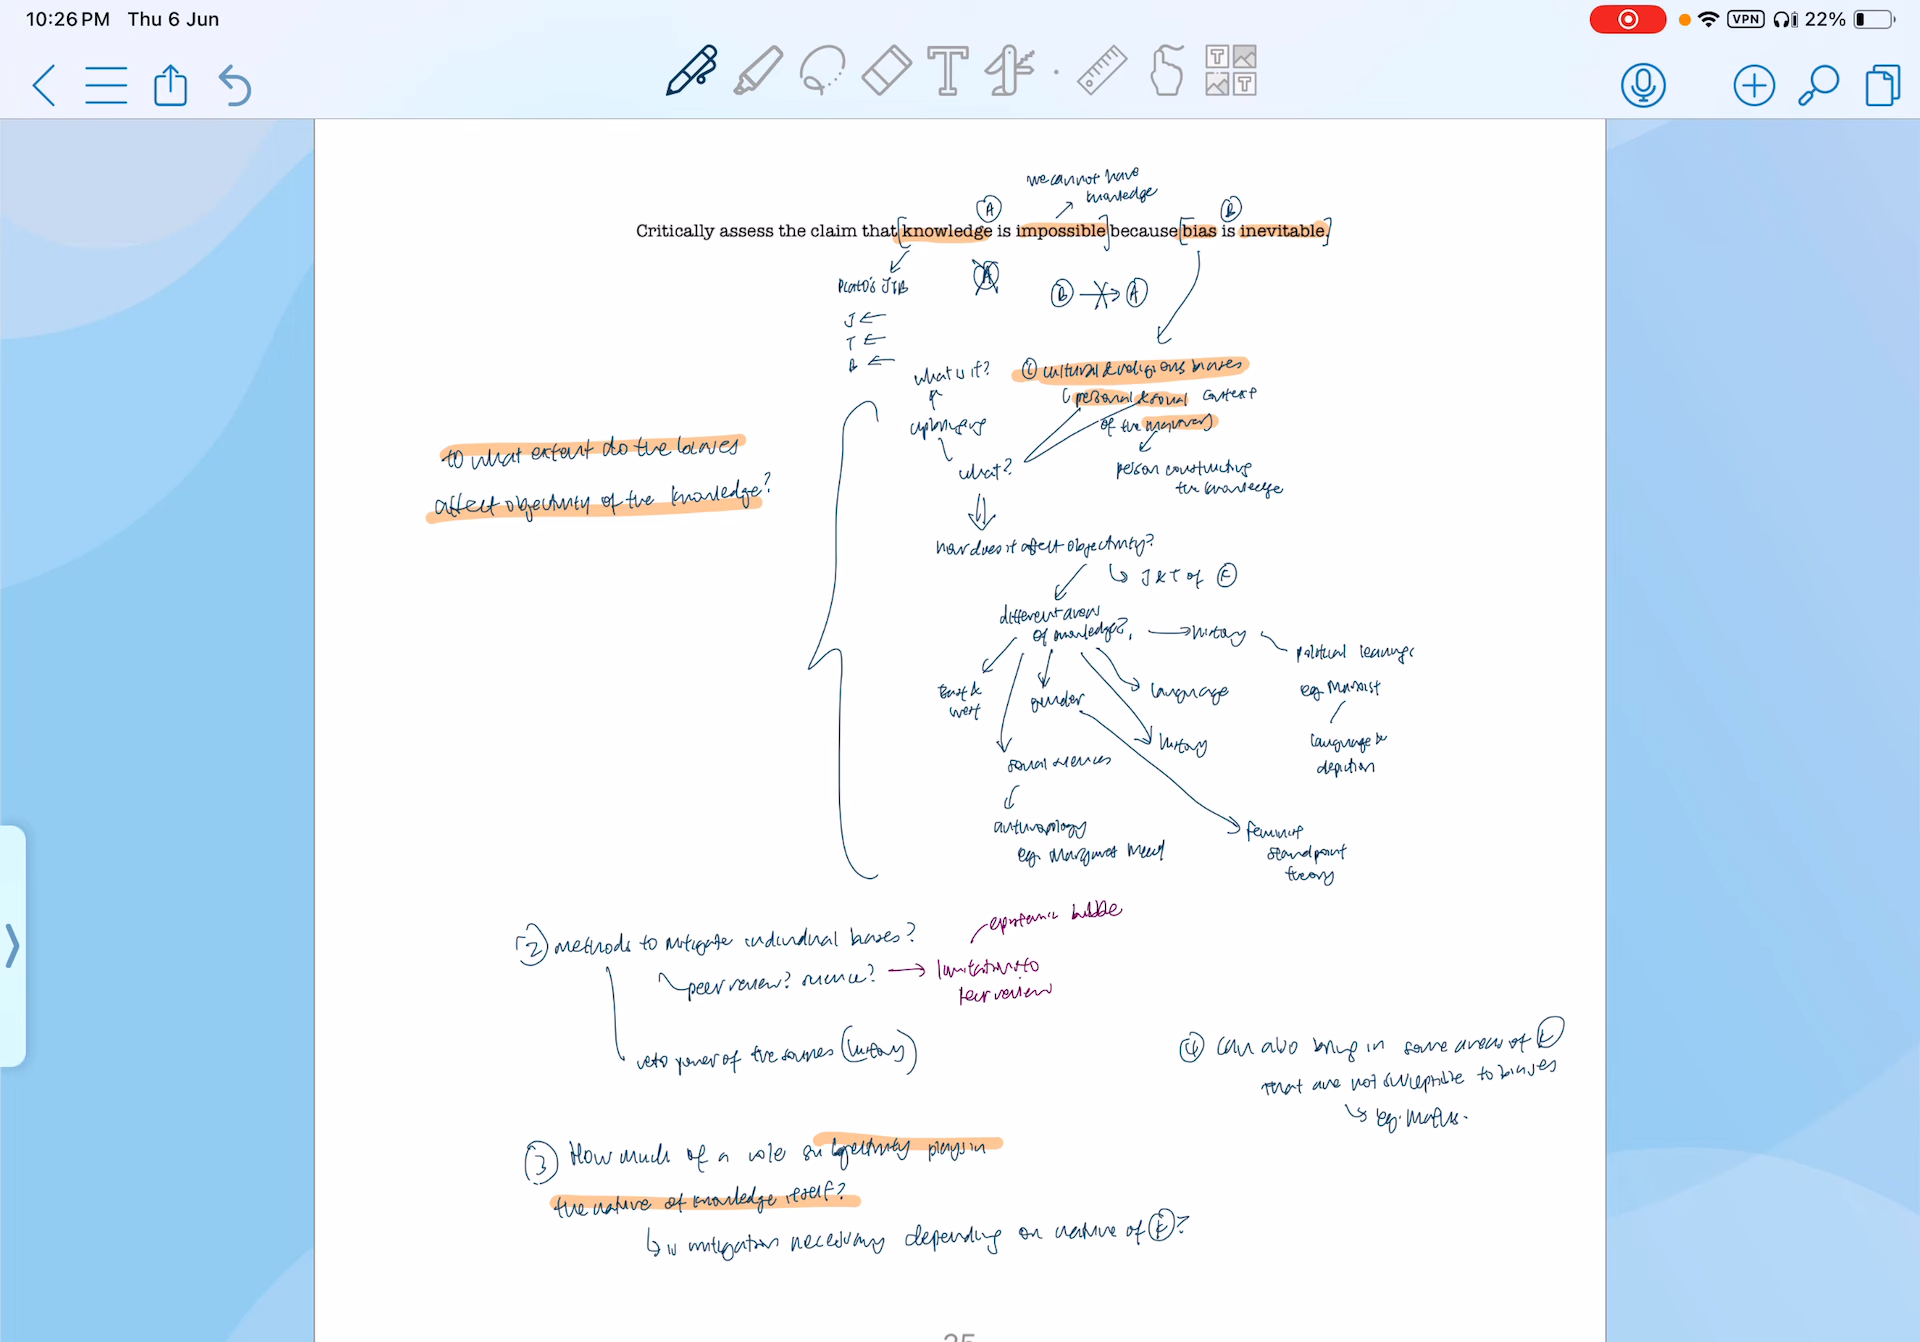 10:26 PM Thu 6 Jun
VPN 22%
we cannot have
knowledge
A
B
Critically assess the claim that [knowledge is impossible] because [bias is inevitable.]
Plato's JTB
A
B → A
J ←
T ←
B ←
what is it?
① cultural & religious biases
(personal & social context
of the knower)
upbringing
what?
person constructing
the knowledge
to what extent do the biases
affect objectivity of the knowledge?
how does it affect objectivity?
↳ J & T of K
different areas
of knowledge?
history
political leanings
eg. Marxist
language &
depiction
East &
west
gender
language
history
social sciences
anthropology
eg. Margaret Mead
feminist
standpoint
theory
epistemic bubble
② methods to mitigate individual biases?
peer review? science? → limitations to
peer review
veto power of the sources (history)
④ can also bring in some areas of K
that are not susceptible to biases
↳ eg. Maths.
③ How much of a role subjectivity plays in
the nature of knowledge itself?
↳ is mitigation necessary depending on nature of K?